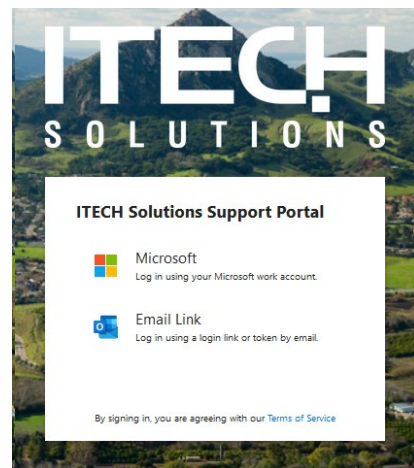 ITECH
SOLUTIONS
ITECH Solutions Support Portal
Microsoft
Log in using your Microsoft work account.
Email Link
Log in using a login link or token by email.
By signing in, you are agreeing with our Terms of Service